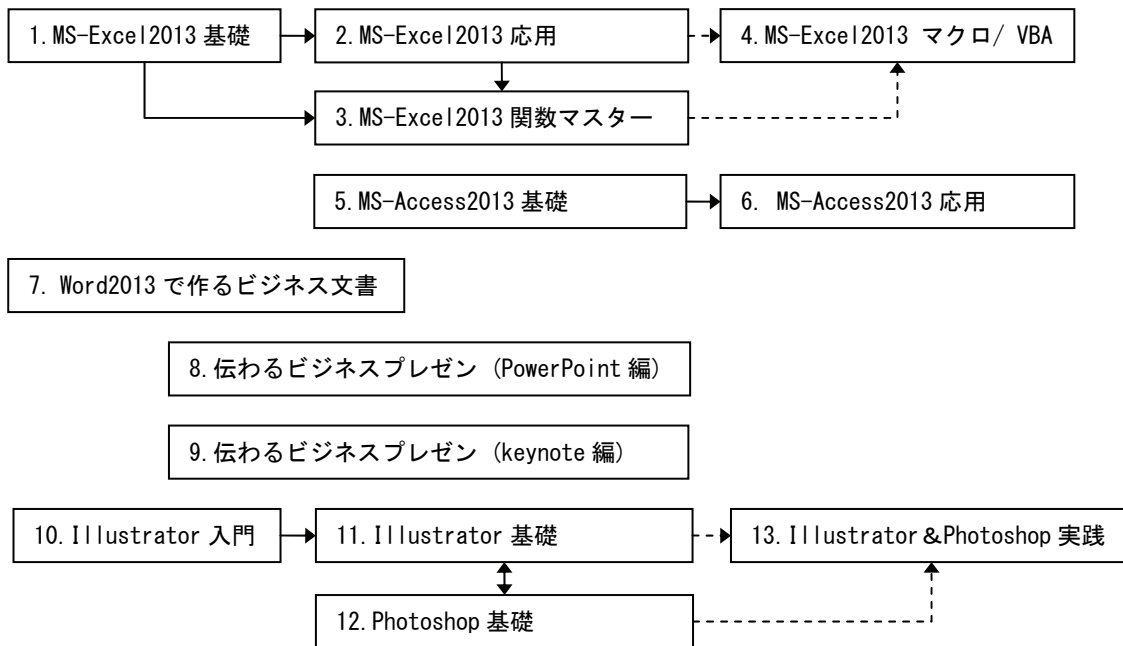 1.MS-Excel2013 基礎
2.MS-Excel2013 応用
4.MS-Excel2013 マクロ/ VBA
3.MS-Excel2013 関数マスター
5.MS-Access2013 基礎
6. MS-Access2013 応用
7. Word2013 で作るビジネス文書
8.伝わるビジネスプレゼン (PowerPoint 編)
9.伝わるビジネスプレゼン (keynote 編)
10.Illustrator 入門
11.Illustrator 基礎
13.Illustrator＆Photoshop 実践
12.Photoshop 基礎